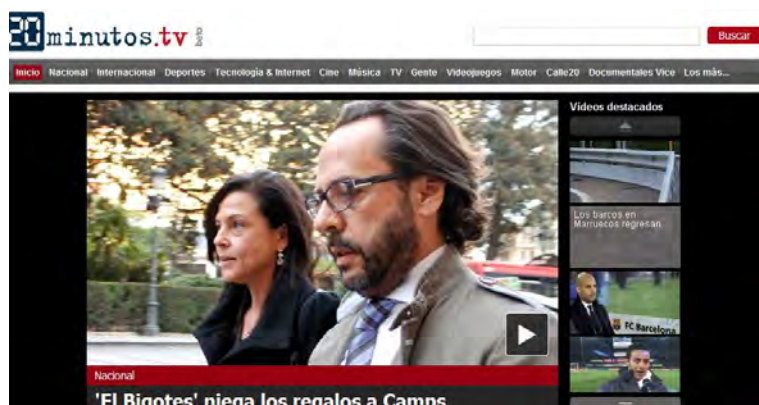 20minutos.tv beta
Buscar
Inicio Nacional Internacional Deportes Tecnología & Internet Cine Música TV Gente Videojuegos Motor Calle20 Documentales Vice Los más...
Vídeos destacados
Los barcos en
Marruecos regresan
FC Barcelona
Nacional
'El Bigotes' niega los regalos a Camps